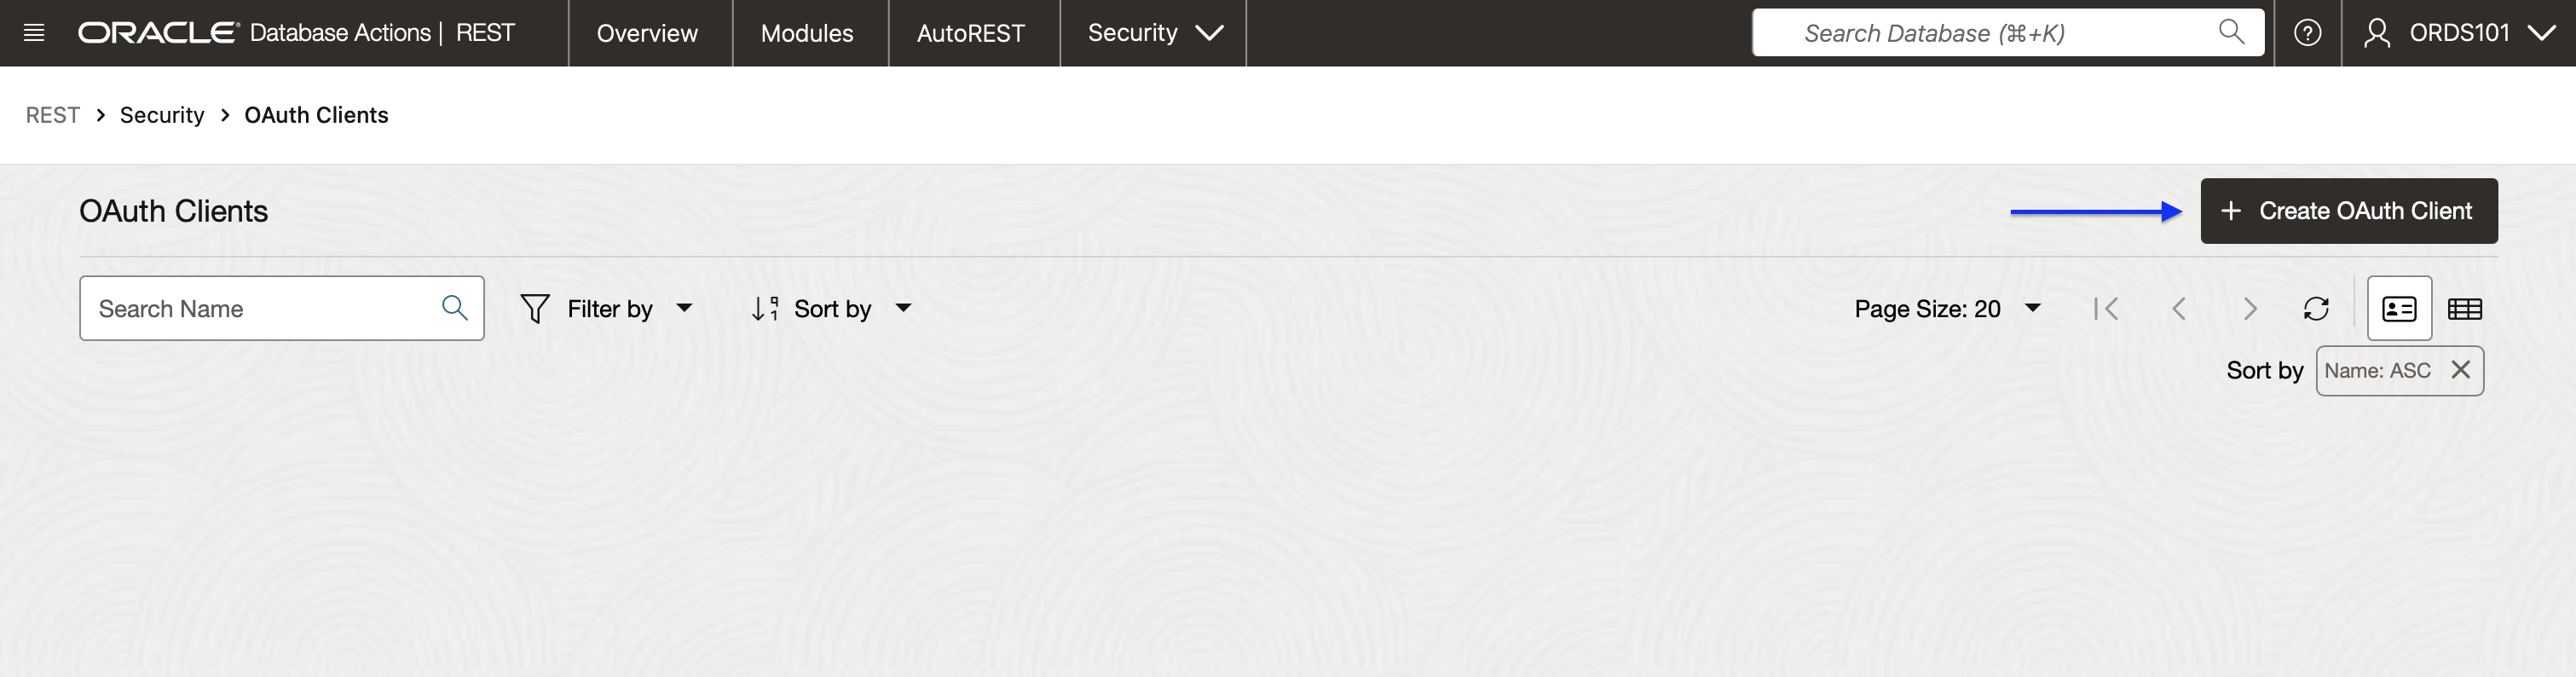 ORACLE® Database Actions | REST Overview Modules AutoREST Security Search Database (⌘+K) ORDS101
REST > Security > OAuth Clients
OAuth Clients + Create OAuth Client
Search Name Filter by Sort by Page Size: 20
Sort by Name: ASC